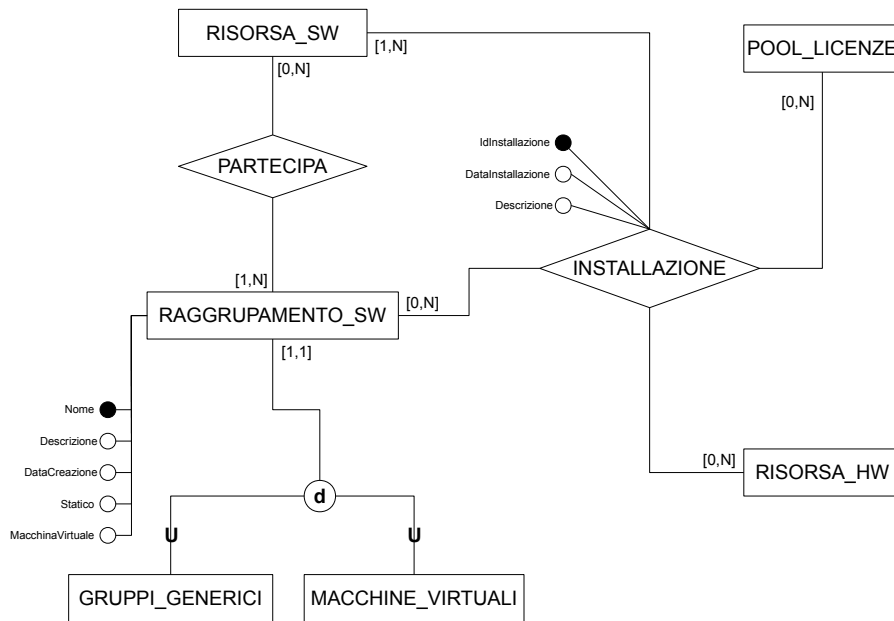 RISORSA_SW
[1,N]
[0,N]
POOL_LICENZE
[0,N]
PARTECIPA
IdInstallazione
DataInstallazione
Descrizione
INSTALLAZIONE
[1,N]
RAGGRUPAMENTO_SW
[0,N]
[1,1]
Nome
Descrizione
DataCreazione
Statico
MacchinaVirtuale
[0,N]
RISORSA_HW
d
U
U
GRUPPI_GENERICI
MACCHINE_VIRTUALI